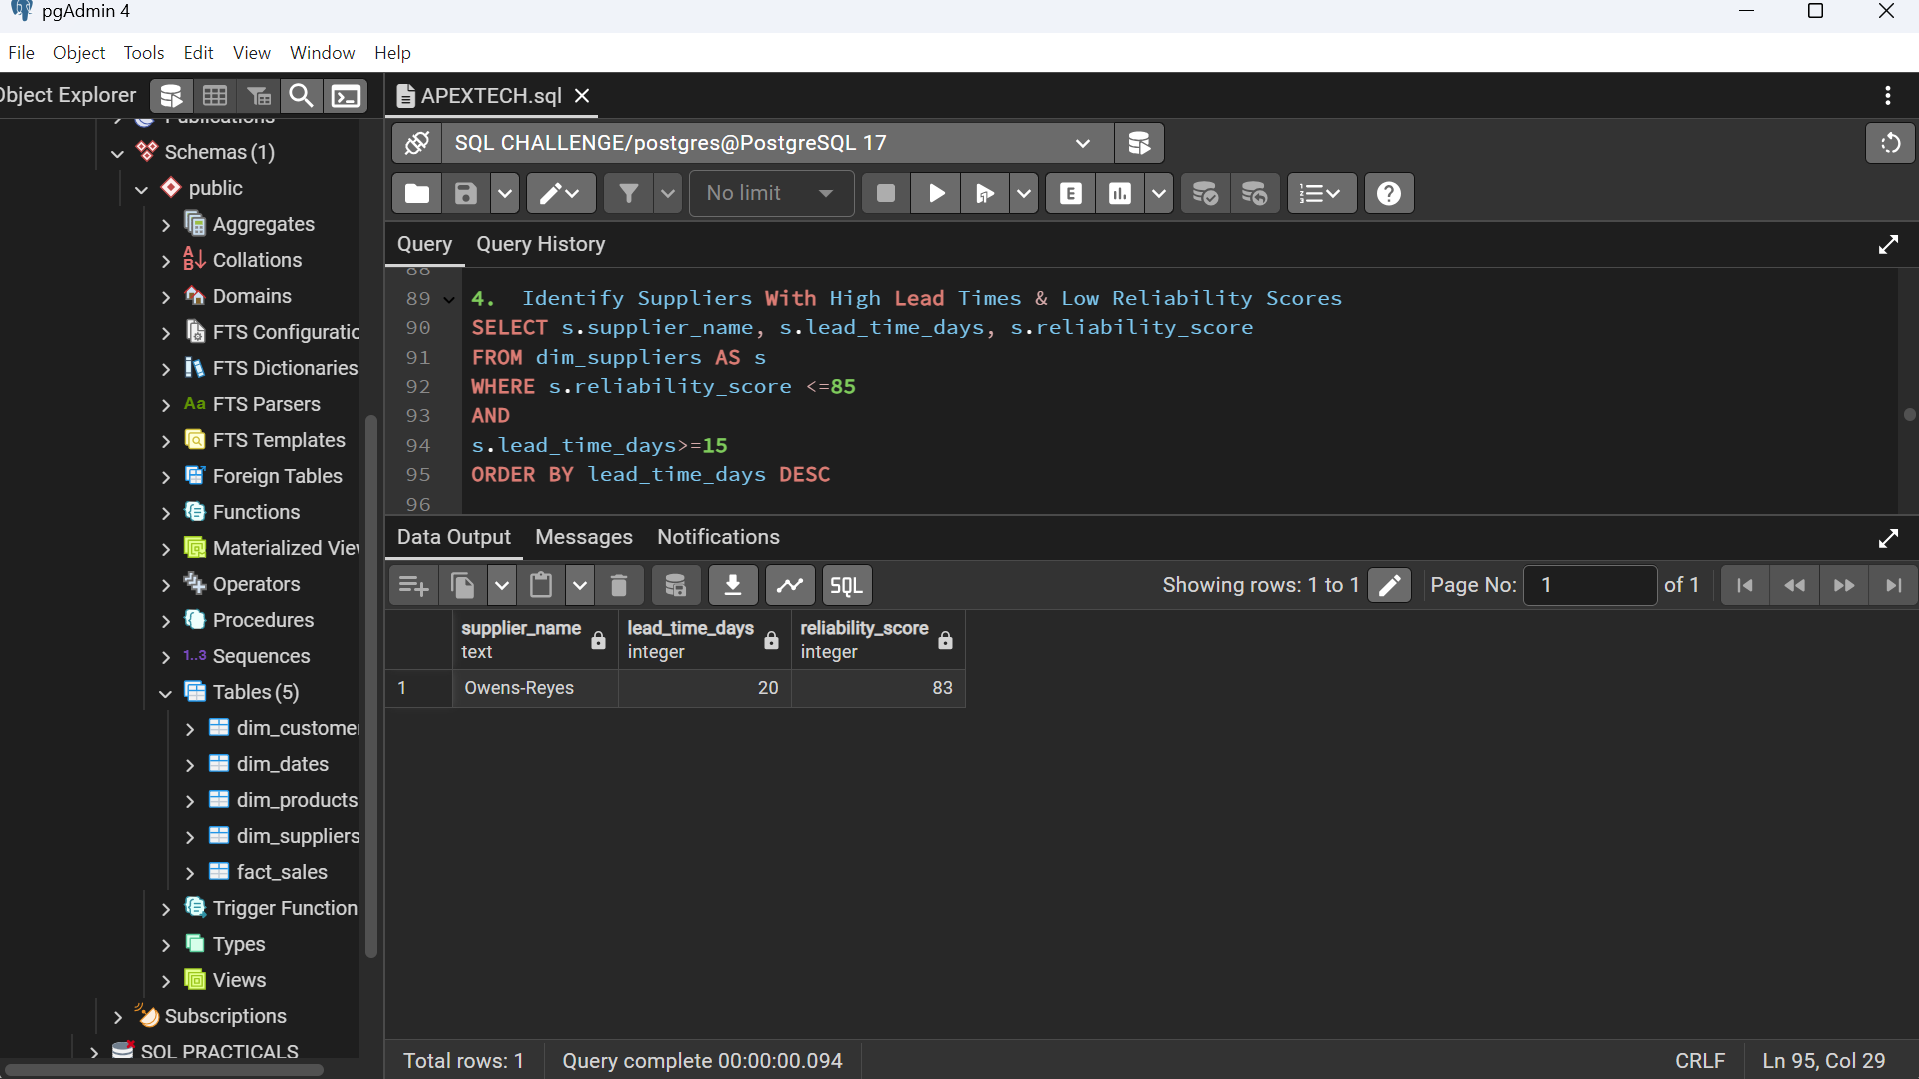 pgAdmin 4
File Object Tools Edit View Window Help
Object Explorer
APEXTECH.sql
SQL CHALLENGE/postgres@PostgreSQL 17
No limit
E
Query Query History
Publications
Schemas (1)
public
Aggregates
Collations
Domains
FTS Configuratic
FTS Dictionaries
Aa FTS Parsers
FTS Templates
Foreign Tables
Functions
Materialized Vie
Operators
Procedures
1..3 Sequences
Tables (5)
dim_custome
dim_dates
dim_products
dim_suppliers
fact_sales
Trigger Function
Types
Views
Subscriptions
SQL PRACTICALS
88
89 4. Identify Suppliers With High Lead Times & Low Reliability Scores
90 SELECT s.supplier_name, s.lead_time_days, s.reliability_score
91 FROM dim_suppliers AS s
92 WHERE s.reliability_score <=85
93 AND
94 s.lead_time_days>=15
95 ORDER BY lead_time_days DESC
96
Data Output Messages Notifications
SQL
Showing rows: 1 to 1
Page No: 1 of 1
supplier_name text
lead_time_days integer
reliability_score integer
1 Owens-Reyes 20 83
Total rows: 1
Query complete 00:00:00.094
CRLF
Ln 95, Col 29